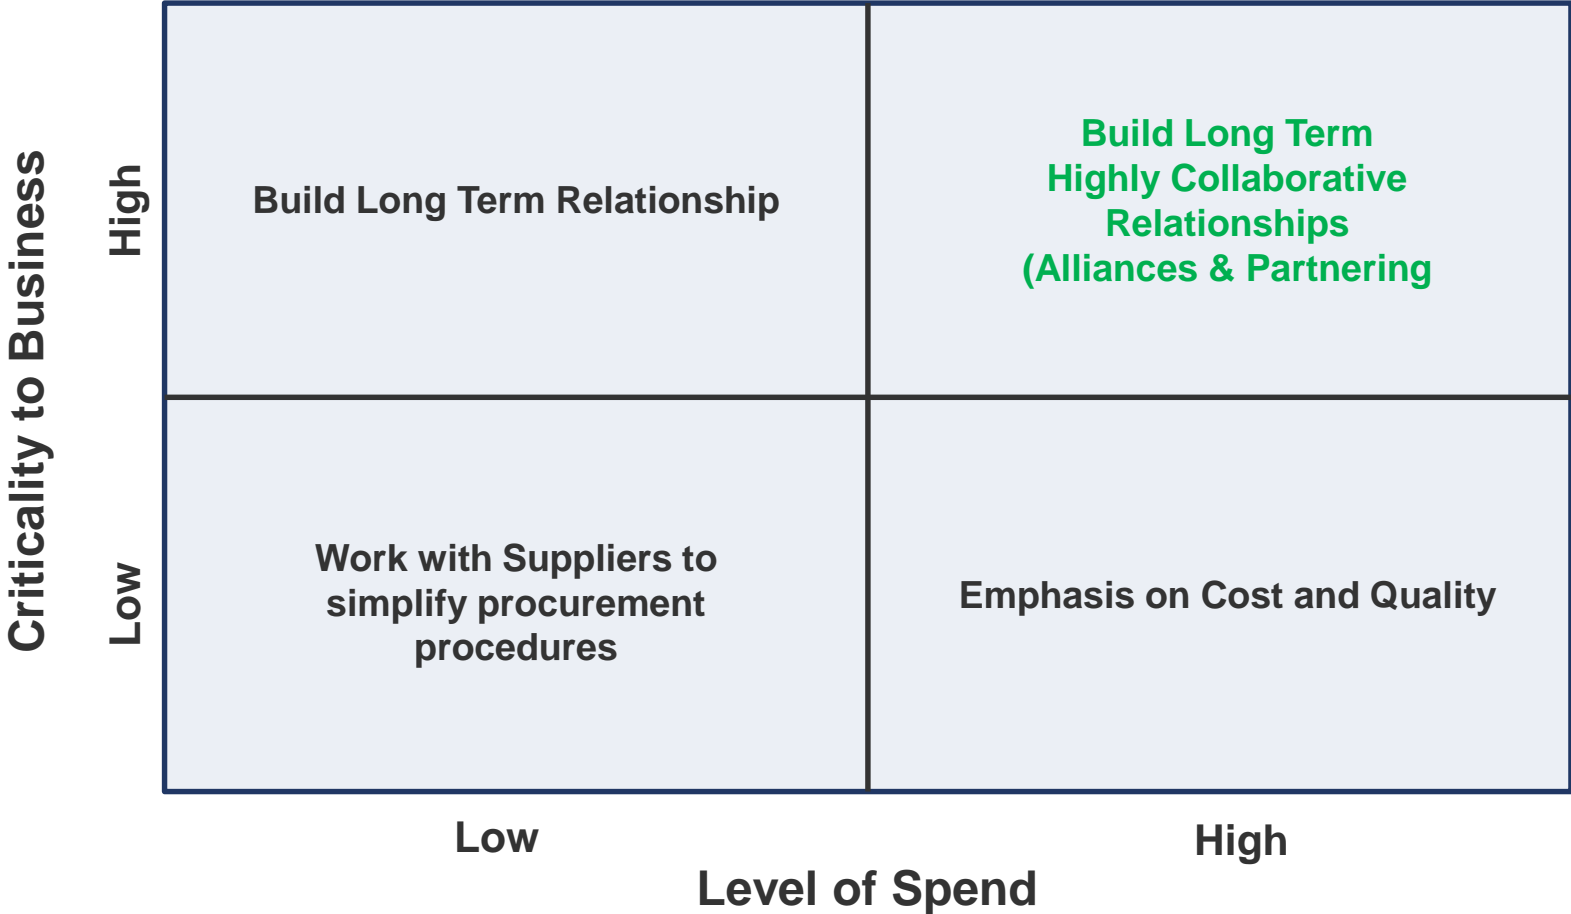 Criticality to Business
High
Low
Build Long Term Relationship
Build Long Term
Highly Collaborative
Relationships
(Alliances & Partnering
Work with Suppliers to
simplify procurement
procedures
Emphasis on Cost and Quality
Low
High
Level of Spend